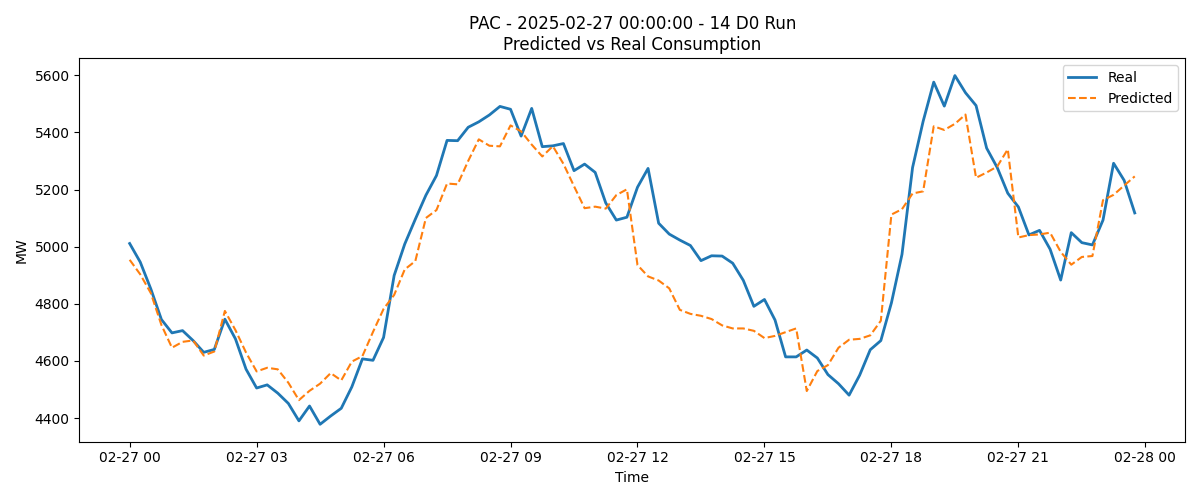 PAC - 2025-02-27 00:00:00 - 14 D0 Run
Predicted vs Real Consumption
Real
Predicted
MW
5600
5400
5200
5000
4800
4600
4400
02-27 00
02-27 03
02-27 06
02-27 09
02-27 12
02-27 15
02-27 18
02-27 21
02-28 00
Time